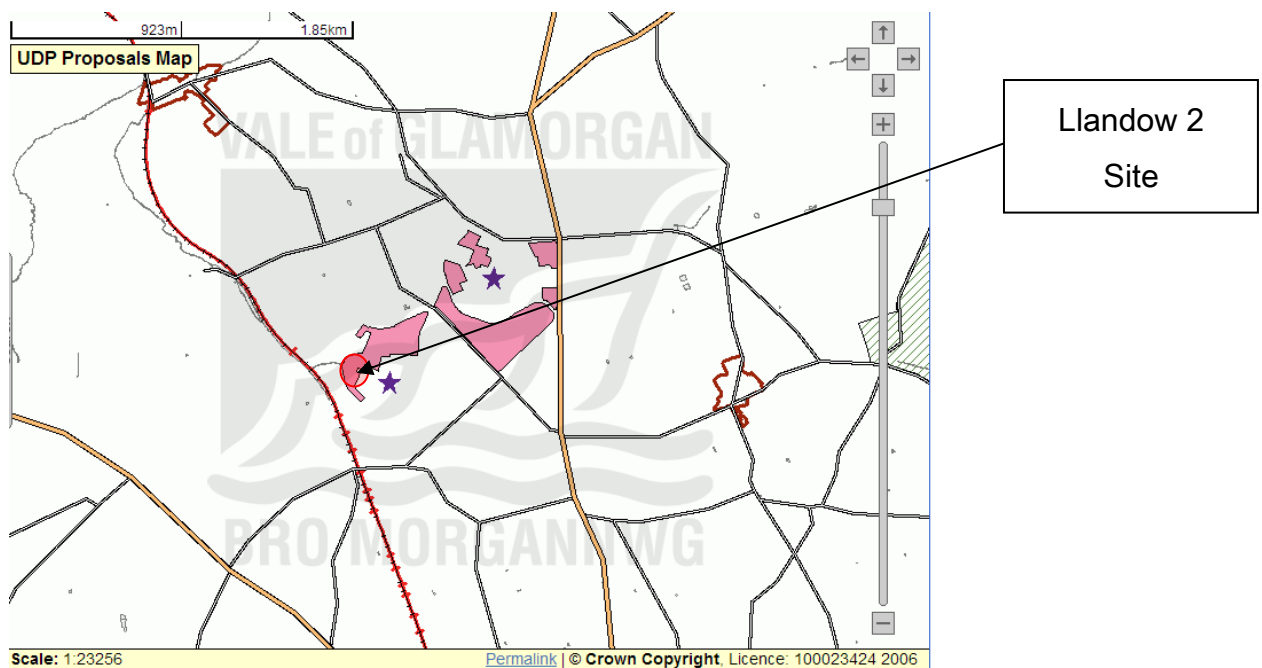 923m 1.85km
UDP Proposals Map
VALE of GLAMORGAN
Llandow 2
Site
BRO MORGANNWG
Scale: 1:23256
Permalink | © Crown Copyright, Licence: 100023424 2006